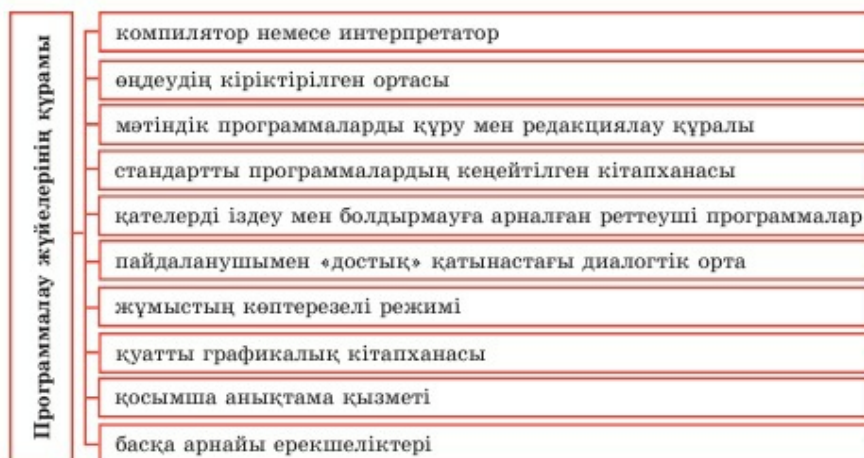 Программалау жүйелерінің құрамы
компилятор немесе интерпретатор
өңдеудің кіріктірілген ортасы
мәтіндік программаларды құру мен редакциялау құралы
стандартты программалардың кеңейтілген кітапханасы
қателерді іздеу мен болдырмауға арналған реттеуші программалар
пайдаланушымен «достық» қатынастағы диалогтік орта
жұмыстың көптерезелі режимі
қуатты графикалық кітапханасы
қосымша анықтама қызметі
басқа арнайы ерекшеліктері